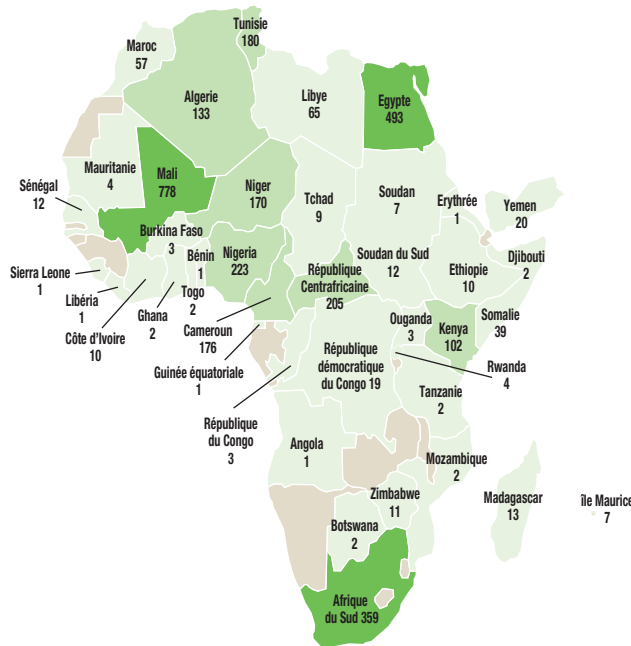 Tunisie
180
Maroc
57
Algerie
133
Libye
65
Egypte
493
Mauritanie
4
Mali
778
Niger
170
Tchad
9
Soudan
7
Erythrée
1
Yemen
20
Sénégal
12
Burkina Faso
3
Bénin
1
Nigeria
223
République
Centrafricaine
205
Soudan du Sud
12
Ethiopie
10
Djibouti
2
Sierra Leone
1
Libéria
1
Côte d'Ivoire
10
Ghana
2
Togo
2
Cameroun
176
Guinée équatoriale
1
République
du Congo
3
République
démocratique
du Congo 19
Ouganda
3
Kenya
102
Somalie
39
Rwanda
4
Tanzanie
2
Angola
1
Mozambique
2
Zimbabwe
11
Botswana
2
Madagascar
13
île Maurice
7
Afrique
du Sud 359